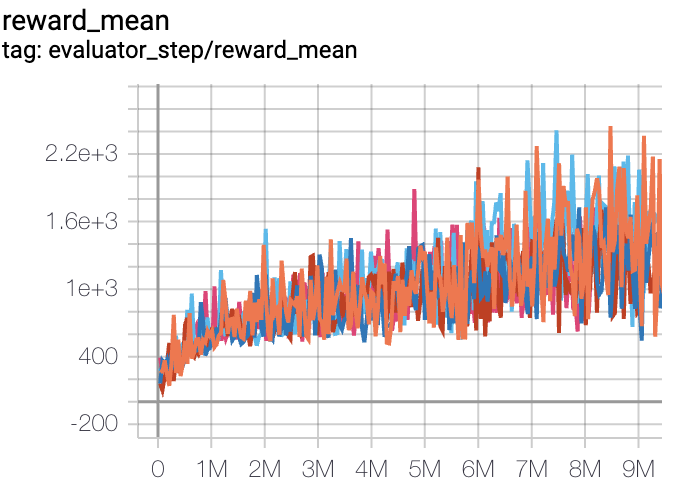 reward_mean
tag: evaluator_step/reward_mean
2.2e+3
1.6e+3
1e+3
400
-200
0 1M 2M 3M 4M 5M 6M 7M 8M 9M